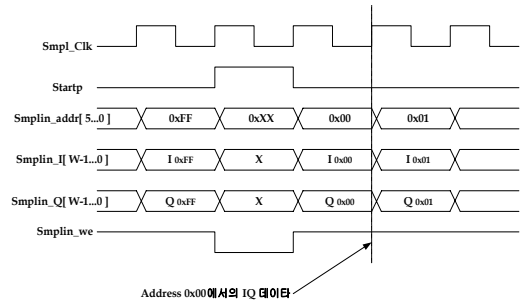 Smpl_Clk
Startp
Smplin_addr[ 5...0 ] 0xFF 0xXX 0x00 0x01
Smplin_I[ W-1...0 ] I 0xFF X I 0x00 I 0x01
Smplin_Q[ W-1...0 ] Q 0xFF X Q 0x00 Q 0x01
Smplin_we
Address 0x00에서의 IQ 데이타